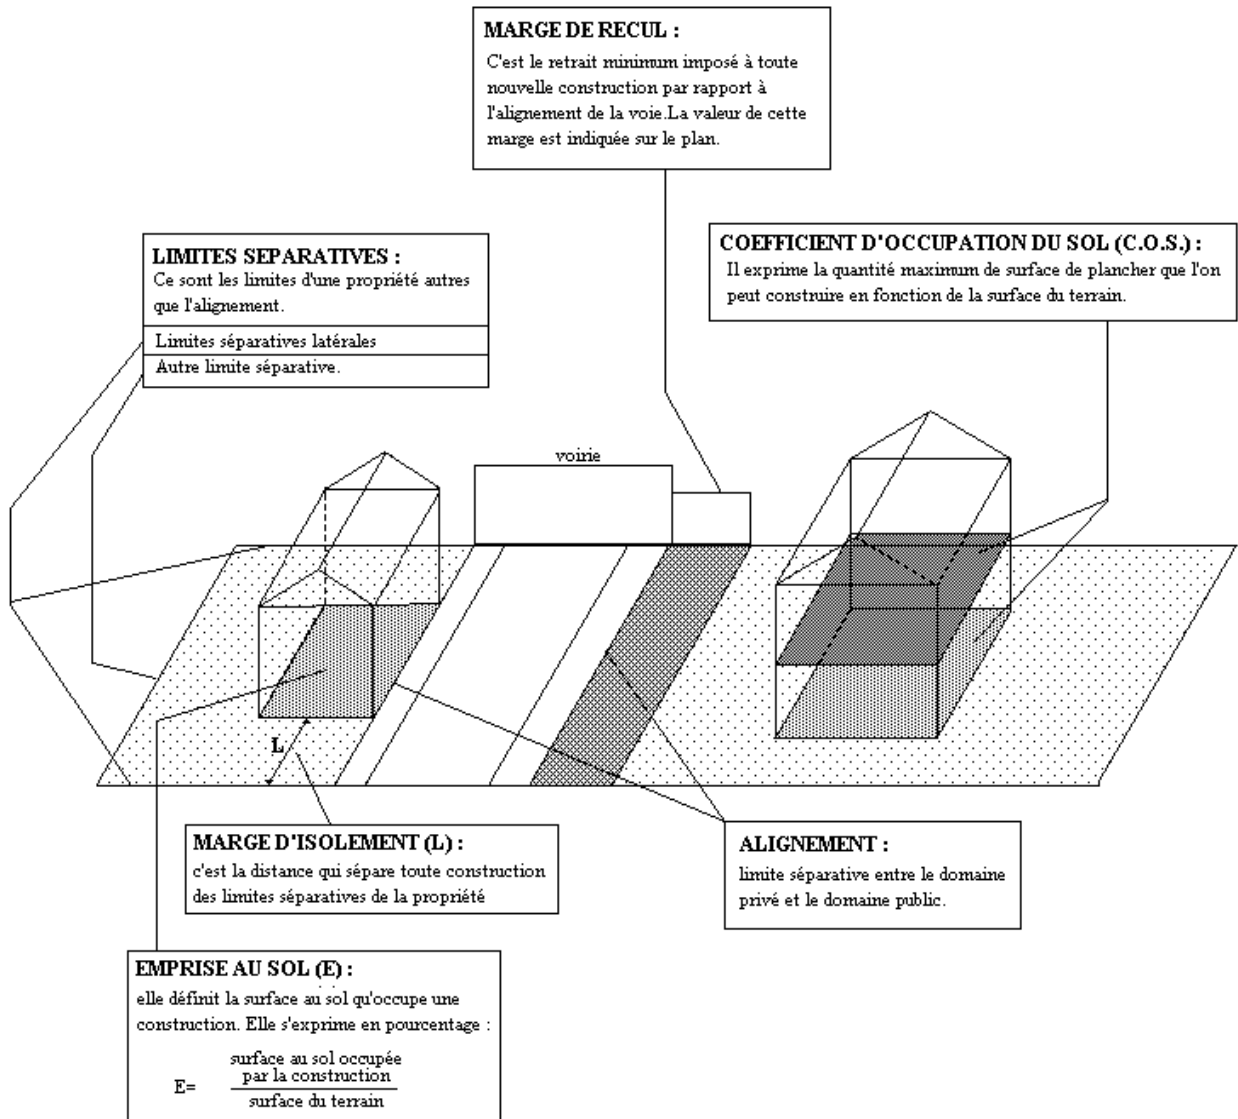 MARGE DE RECUL :
C'est le retrait minimum imposé à toute
nouvelle construction par rapport à
l'alignement de la voie.La valeur de cette
marge est indiquée sur le plan.
LIMITES SEPARATIVES :
Ce sont les limites d'une propriété autres
que l'alignement.
Limites séparatives latérales
Autre limite séparative.
COEFFICIENT D'OCCUPATION DU SOL (C.O.S.) :
Il exprime la quantité maximum de surface de plancher que l'on
peut construire en fonction de la surface du terrain.
voirie
L
MARGE D'ISOLEMENT (L) :
c'est la distance qui sépare toute construction
des limites séparatives de la propriété
ALIGNEMENT :
limite séparative entre le domaine
privé et le domaine public.
EMPRISE AU SOL (E) :
elle définit la surface au sol qu'occupe une
construction. Elle s'exprime en pourcentage :
surface au sol occupée
par la construction
E=
surface du terrain